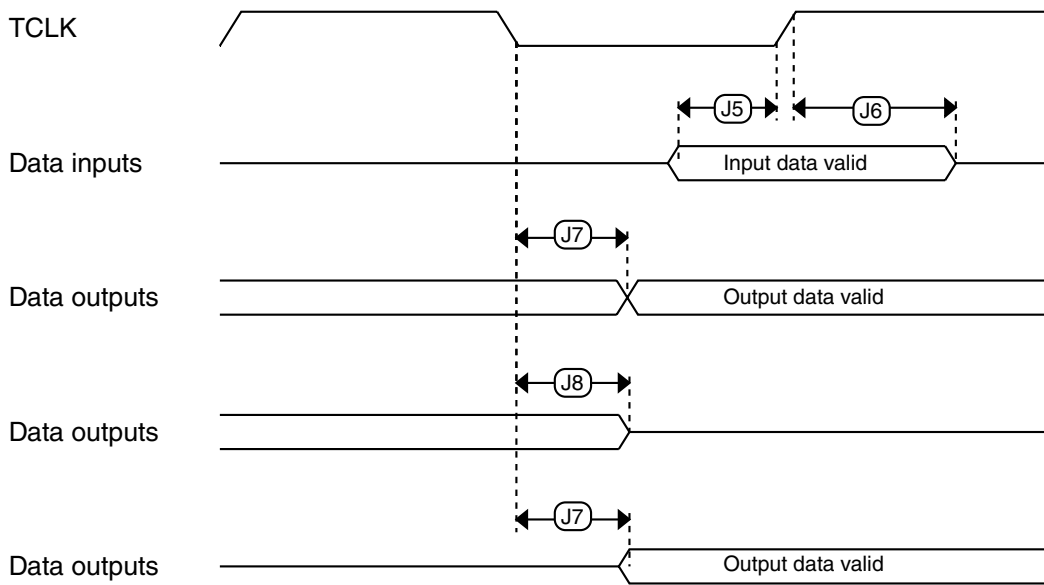 TCLK
J5
J6
Data inputs
Input data valid
J7
Data outputs
Output data valid
J8
Data outputs
J7
Data outputs
Output data valid